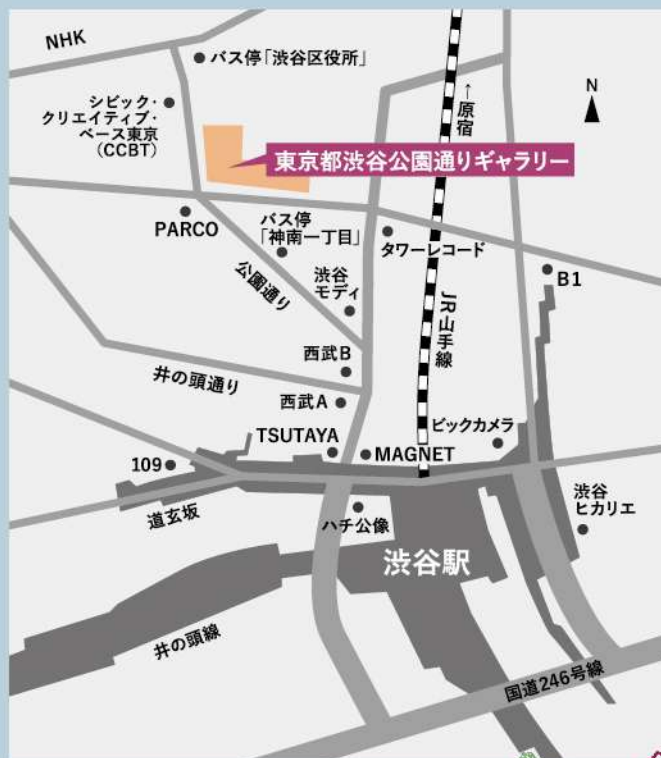 NHK
バス停「渋谷区役所」
シビック・
クリエイティブ・
ベース東京
(CCBT)
←原宿
N
東京都渋谷公園通りギャラリー
PARCO
バス停
「神南一丁目」
タワーレコード
公園通り
渋谷
モディ
B1
JR山手線
西武B
井の頭通り
西武A
TSUTAYA
MAGNET
ビックカメラ
109
道玄坂
ハチ公像
渋谷
ヒカリエ
渋谷駅
井の頭線
国道246号線